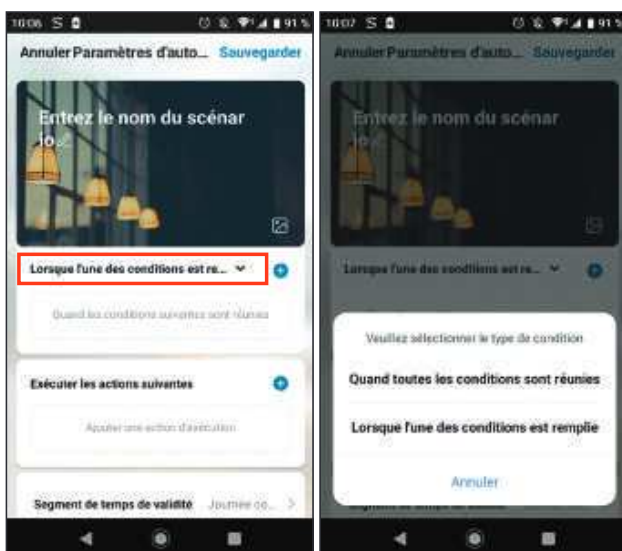 10:06 S 91 %
Annuler Paramètres d'auto... Sauvegarder
Entrez le nom du scénar
io
Lorsque l'une des conditions est re...
Quand les conditions suivantes sont réunies
Exécuter les actions suivantes
Ajouter une action d'exécution
Segment de temps de validité Journée co...
10:07 S 91 %
Annuler Paramètres d'auto... Sauvegarder
Entrez le nom du scénar
io
Lorsque l'une des conditions est re...
Veuillez sélectionner le type de condition
Quand toutes les conditions sont réunies
Lorsque l'une des conditions est remplie
Annuler